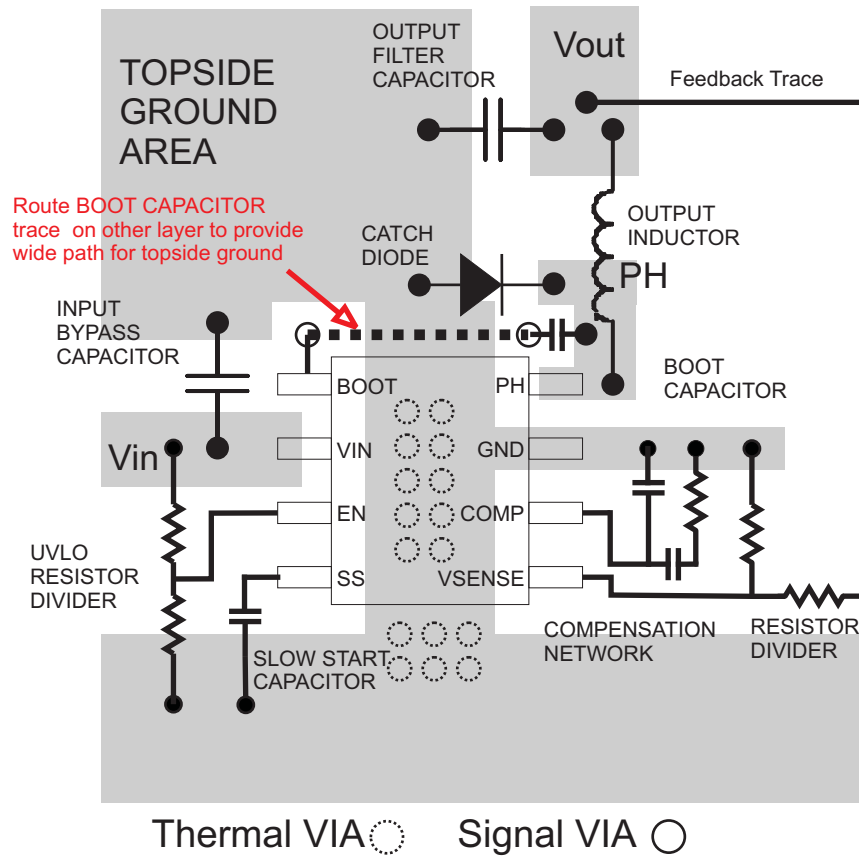 OUTPUT
FILTER
CAPACITOR
Vout
Feedback Trace
TOPSIDE
GROUND
AREA
Route BOOT CAPACITOR
trace on other layer to provide
wide path for topside ground
CATCH
DIODE
OUTPUT
INDUCTOR
PH
INPUT
BYPASS
CAPACITOR
BOOT
CAPACITOR
BOOT
PH
Vin
VIN
GND
EN
COMP
SS
VSENSE
UVLO
RESISTOR
DIVIDER
SLOW START
CAPACITOR
COMPENSATION
NETWORK
RESISTOR
DIVIDER
Thermal VIA
Signal VIA